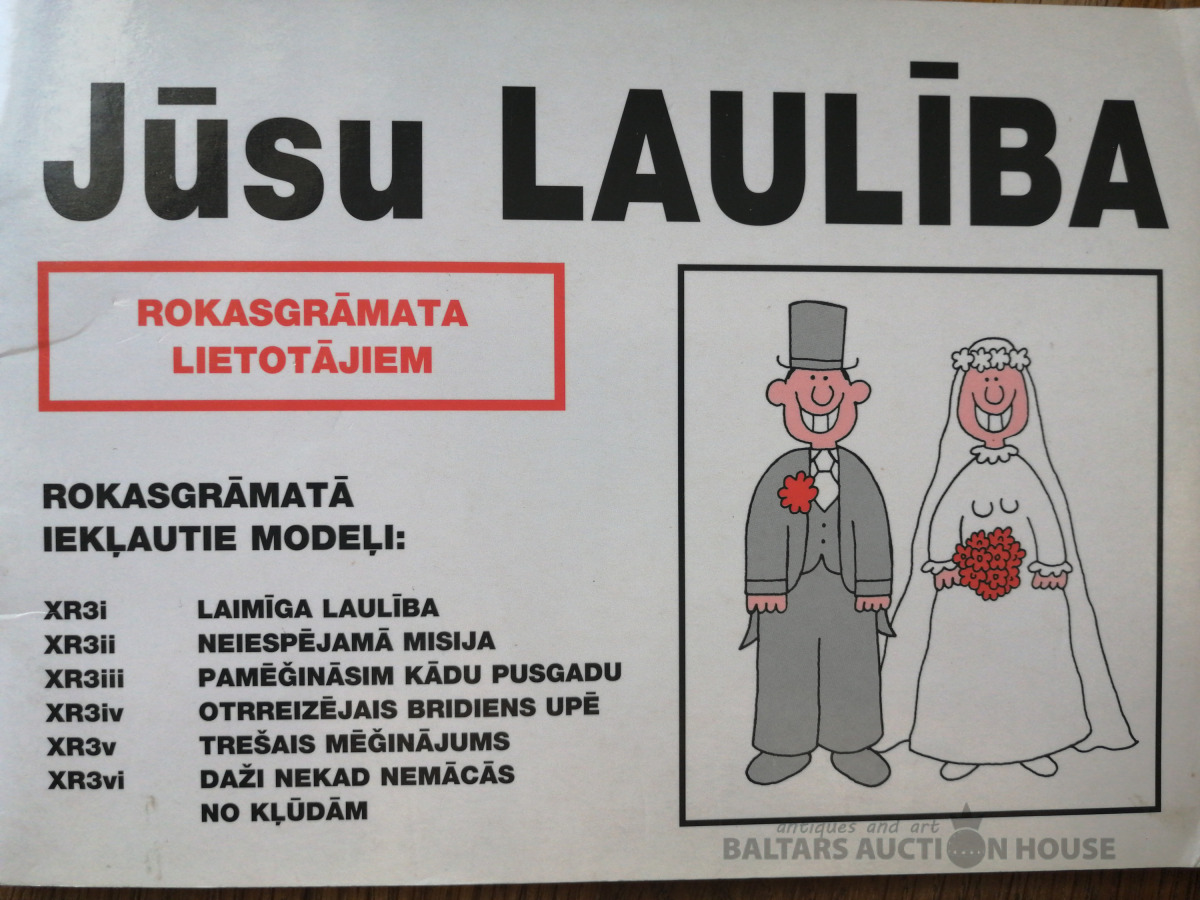 Jūsu LAULĪBA
ROKASGRĀMATA
LIETOTĀJIEM
ROKASGRĀMATĀ
IEKĻAUTIE MODEĻI:
XR3i LAIMĪGA LAULĪBA
XR3ii NEIESPĒJAMĀ MISIJA
XR3iii PAMĒĢINĀSIM KĀDU PUSGADU
XR3iv OTRREIZĒJAIS BRIDIENS UPĒ
XR3v TREŠAIS MĒĢINĀJUMS
XR3vi DAŽI NEKAD NEMĀCĀS
NO KĻŪDĀM
antiques and art
BALTARS AUCTION HOUSE